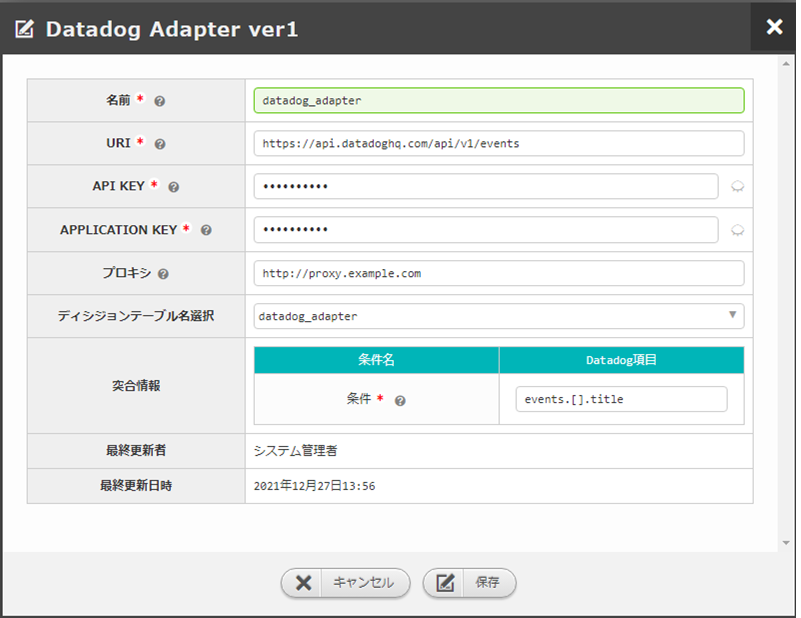 Datadog Adapter ver1
名前 *
datadog_adapter
URI *
https://api.datadoghq.com/api/v1/events
API KEY *
••••••••••
APPLICATION KEY *
••••••••••
プロキシ
http://proxy.example.com
ディシジョンテーブル名選択
datadog_adapter
突合情報
条件名 Datadog項目
条件 * events.[].title
最終更新者
システム管理者
最終更新日時
2021年12月27日13:56
キャンセル 保存